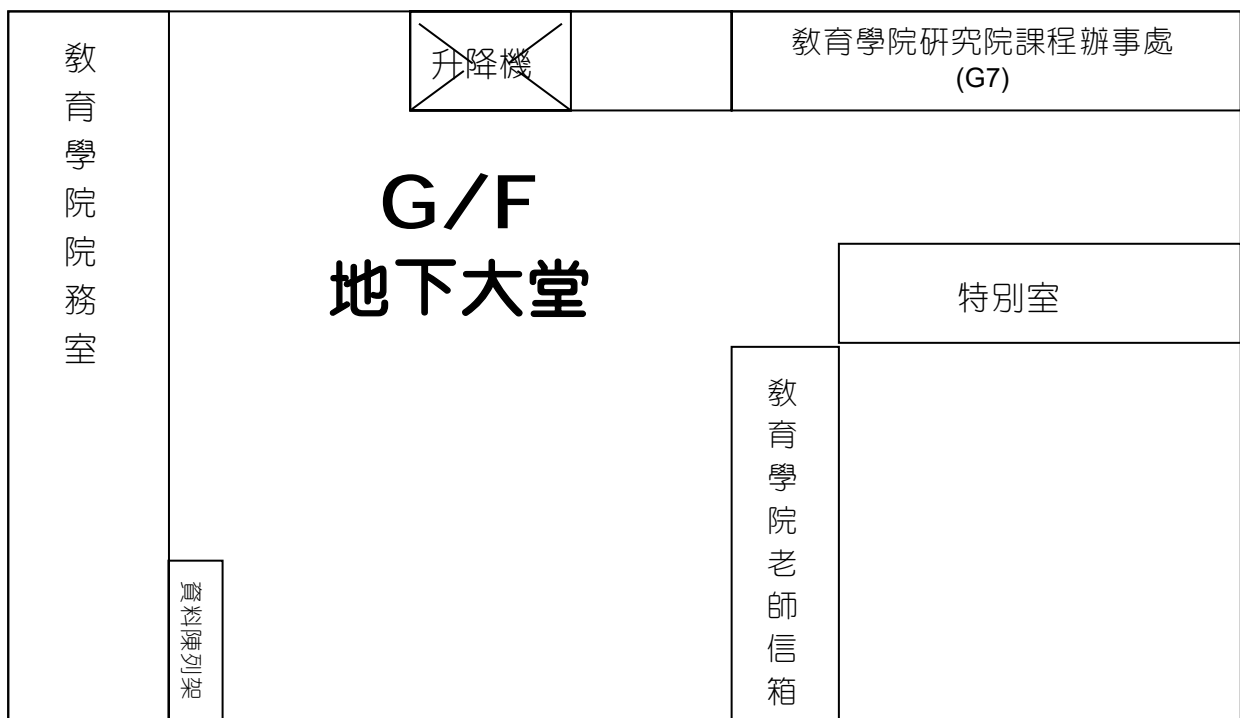 教育學院院務室
升降機
教育學院研究院課程辦事處
(G7)
G/F
地下大堂
特別室
教育學院老師信箱
資料陳列架